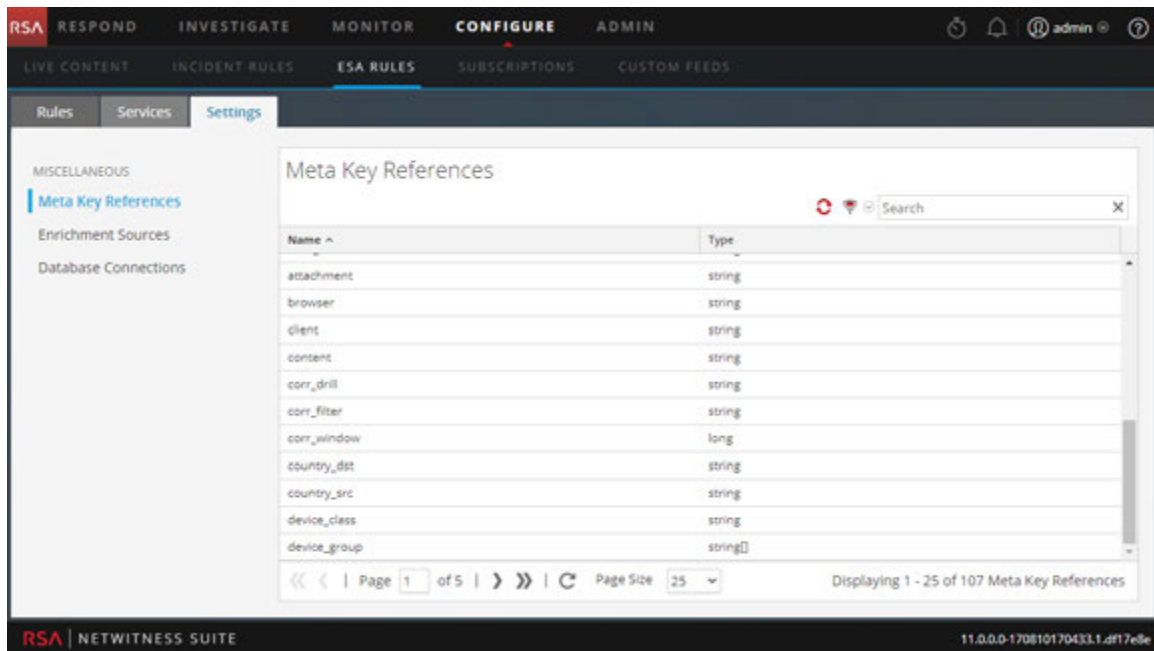 RSA RESPOND INVESTIGATE MONITOR CONFIGURE ADMIN admin
LIVE CONTENT INCIDENT RULES ESA RULES SUBSCRIPTIONS CUSTOM FEEDS
Rules Services Settings
MISCELLANEOUS
Meta Key References
Enrichment Sources
Database Connections
Meta Key References
Search
Name Type
attachment string
browser string
client string
content string
corr_drill string
corr_filter string
corr_window long
country_dst string
country_src string
device_class string
device_group string[]
| Page 1 of 5 | | Page Size 25 Displaying 1 - 25 of 107 Meta Key References
RSA | NETWITNESS SUITE 11.0.0.0-170810170433.1.df17e8e